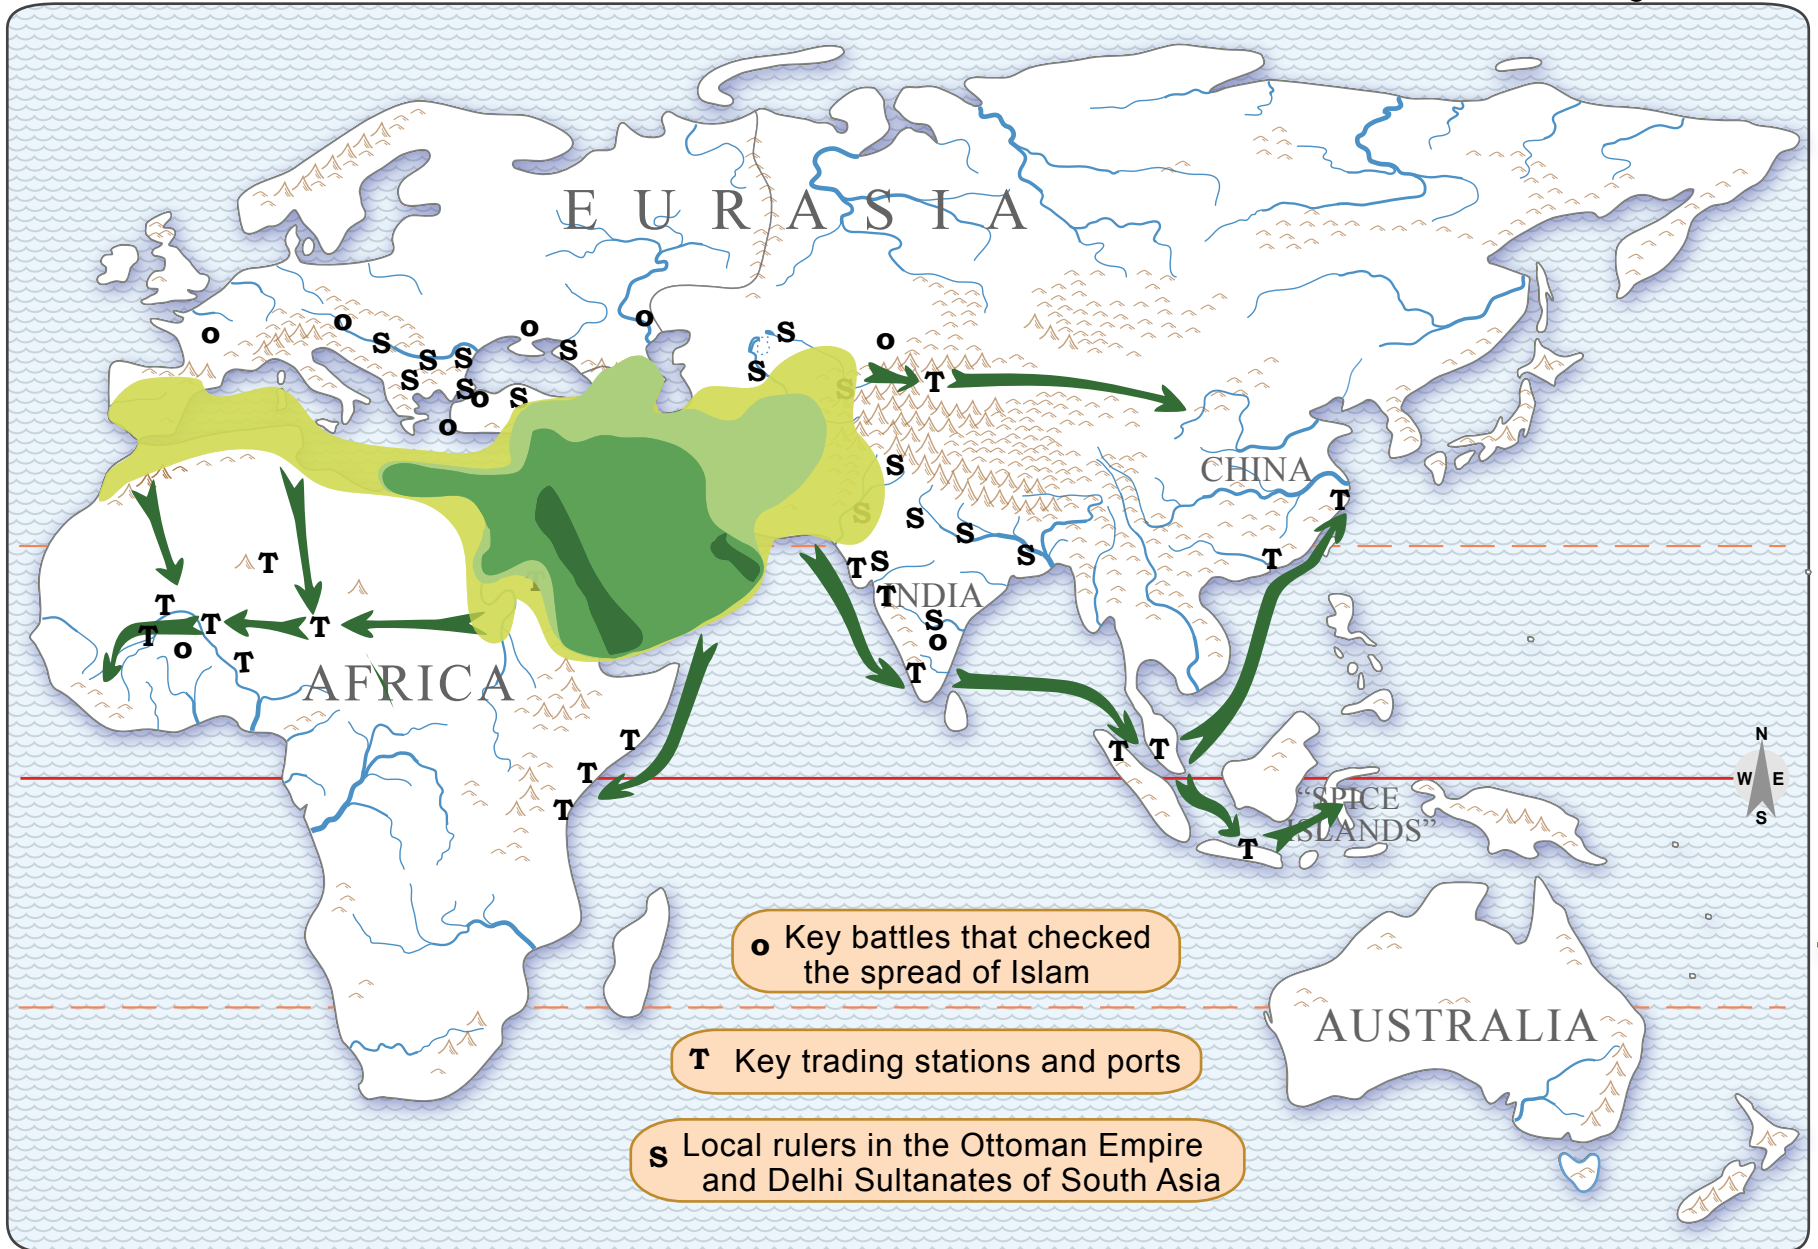 EURASIA
o
o o S
o S S o
S S S
S
S S T
o S
o
S
CHINA
T
S S
S
T T S S T
T
T T
INDIA
T T T T S
o o
T T
AFRICA
T T T
N
T
W E
“SPICE
ISLANDS”
T
S
T
o Key battles that checked
the spread of Islam
AUSTRALIA
T Key trading stations and ports
S Local rulers in the Ottoman Empire
and Delhi Sultanates of South Asia